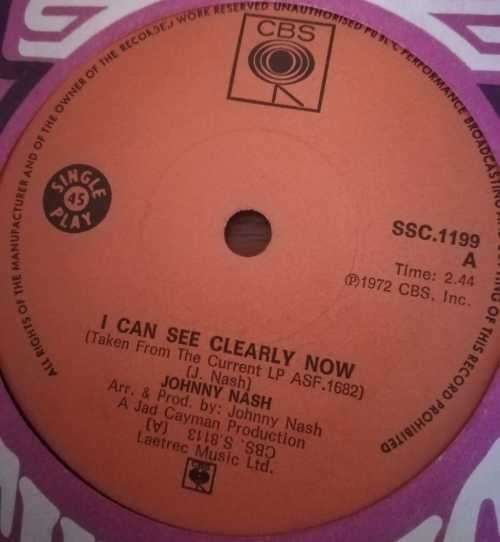 ALL RIGHTS OF THE MANUFACTURER AND OF THE OWNER OF THE RECORDED WORK RESERVED UNAUTHORISED PUBLIC PERFORMANCE BROADCASTING OF THIS RECORD PROHIBITED
CBS
SINGLE
45
PLAY
SSC.1199
A
Time: 2.44
Ⓟ1972 CBS, Inc.
I CAN SEE CLEARLY NOW
(Taken From The Current LP ASF.1682)
(J. Nash)
JOHNNY NASH
Arr. & Prod. by: Johnny Nash
A Jad Cayman Production
CBS. S.8113 (A)
Laetrec Music Ltd.